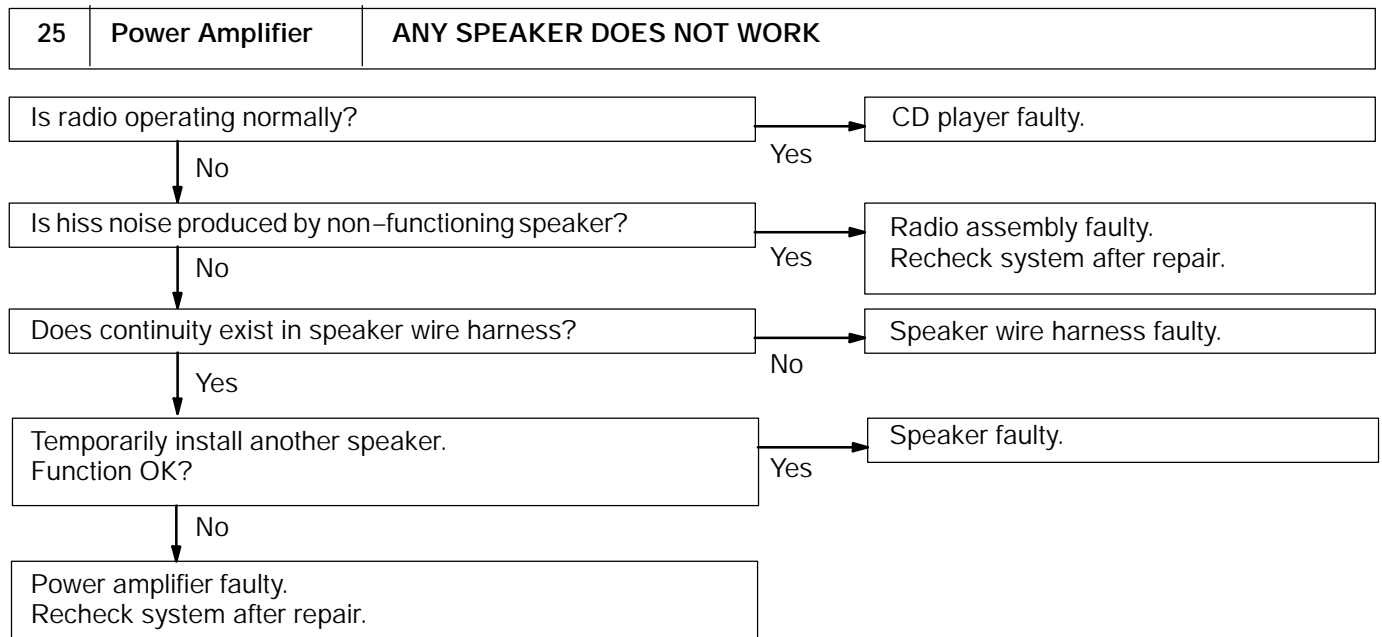 25 Power Amplifier ANY SPEAKER DOES NOT WORK
Is radio operating normally?
Yes
CD player faulty.
No
Is hiss noise produced by non−functioning speaker?
Yes
Radio assembly faulty.
Recheck system after repair.
No
Does continuity exist in speaker wire harness?
No
Speaker wire harness faulty.
Yes
Temporarily install another speaker.
Function OK?
Yes
Speaker faulty.
No
Power amplifier faulty.
Recheck system after repair.